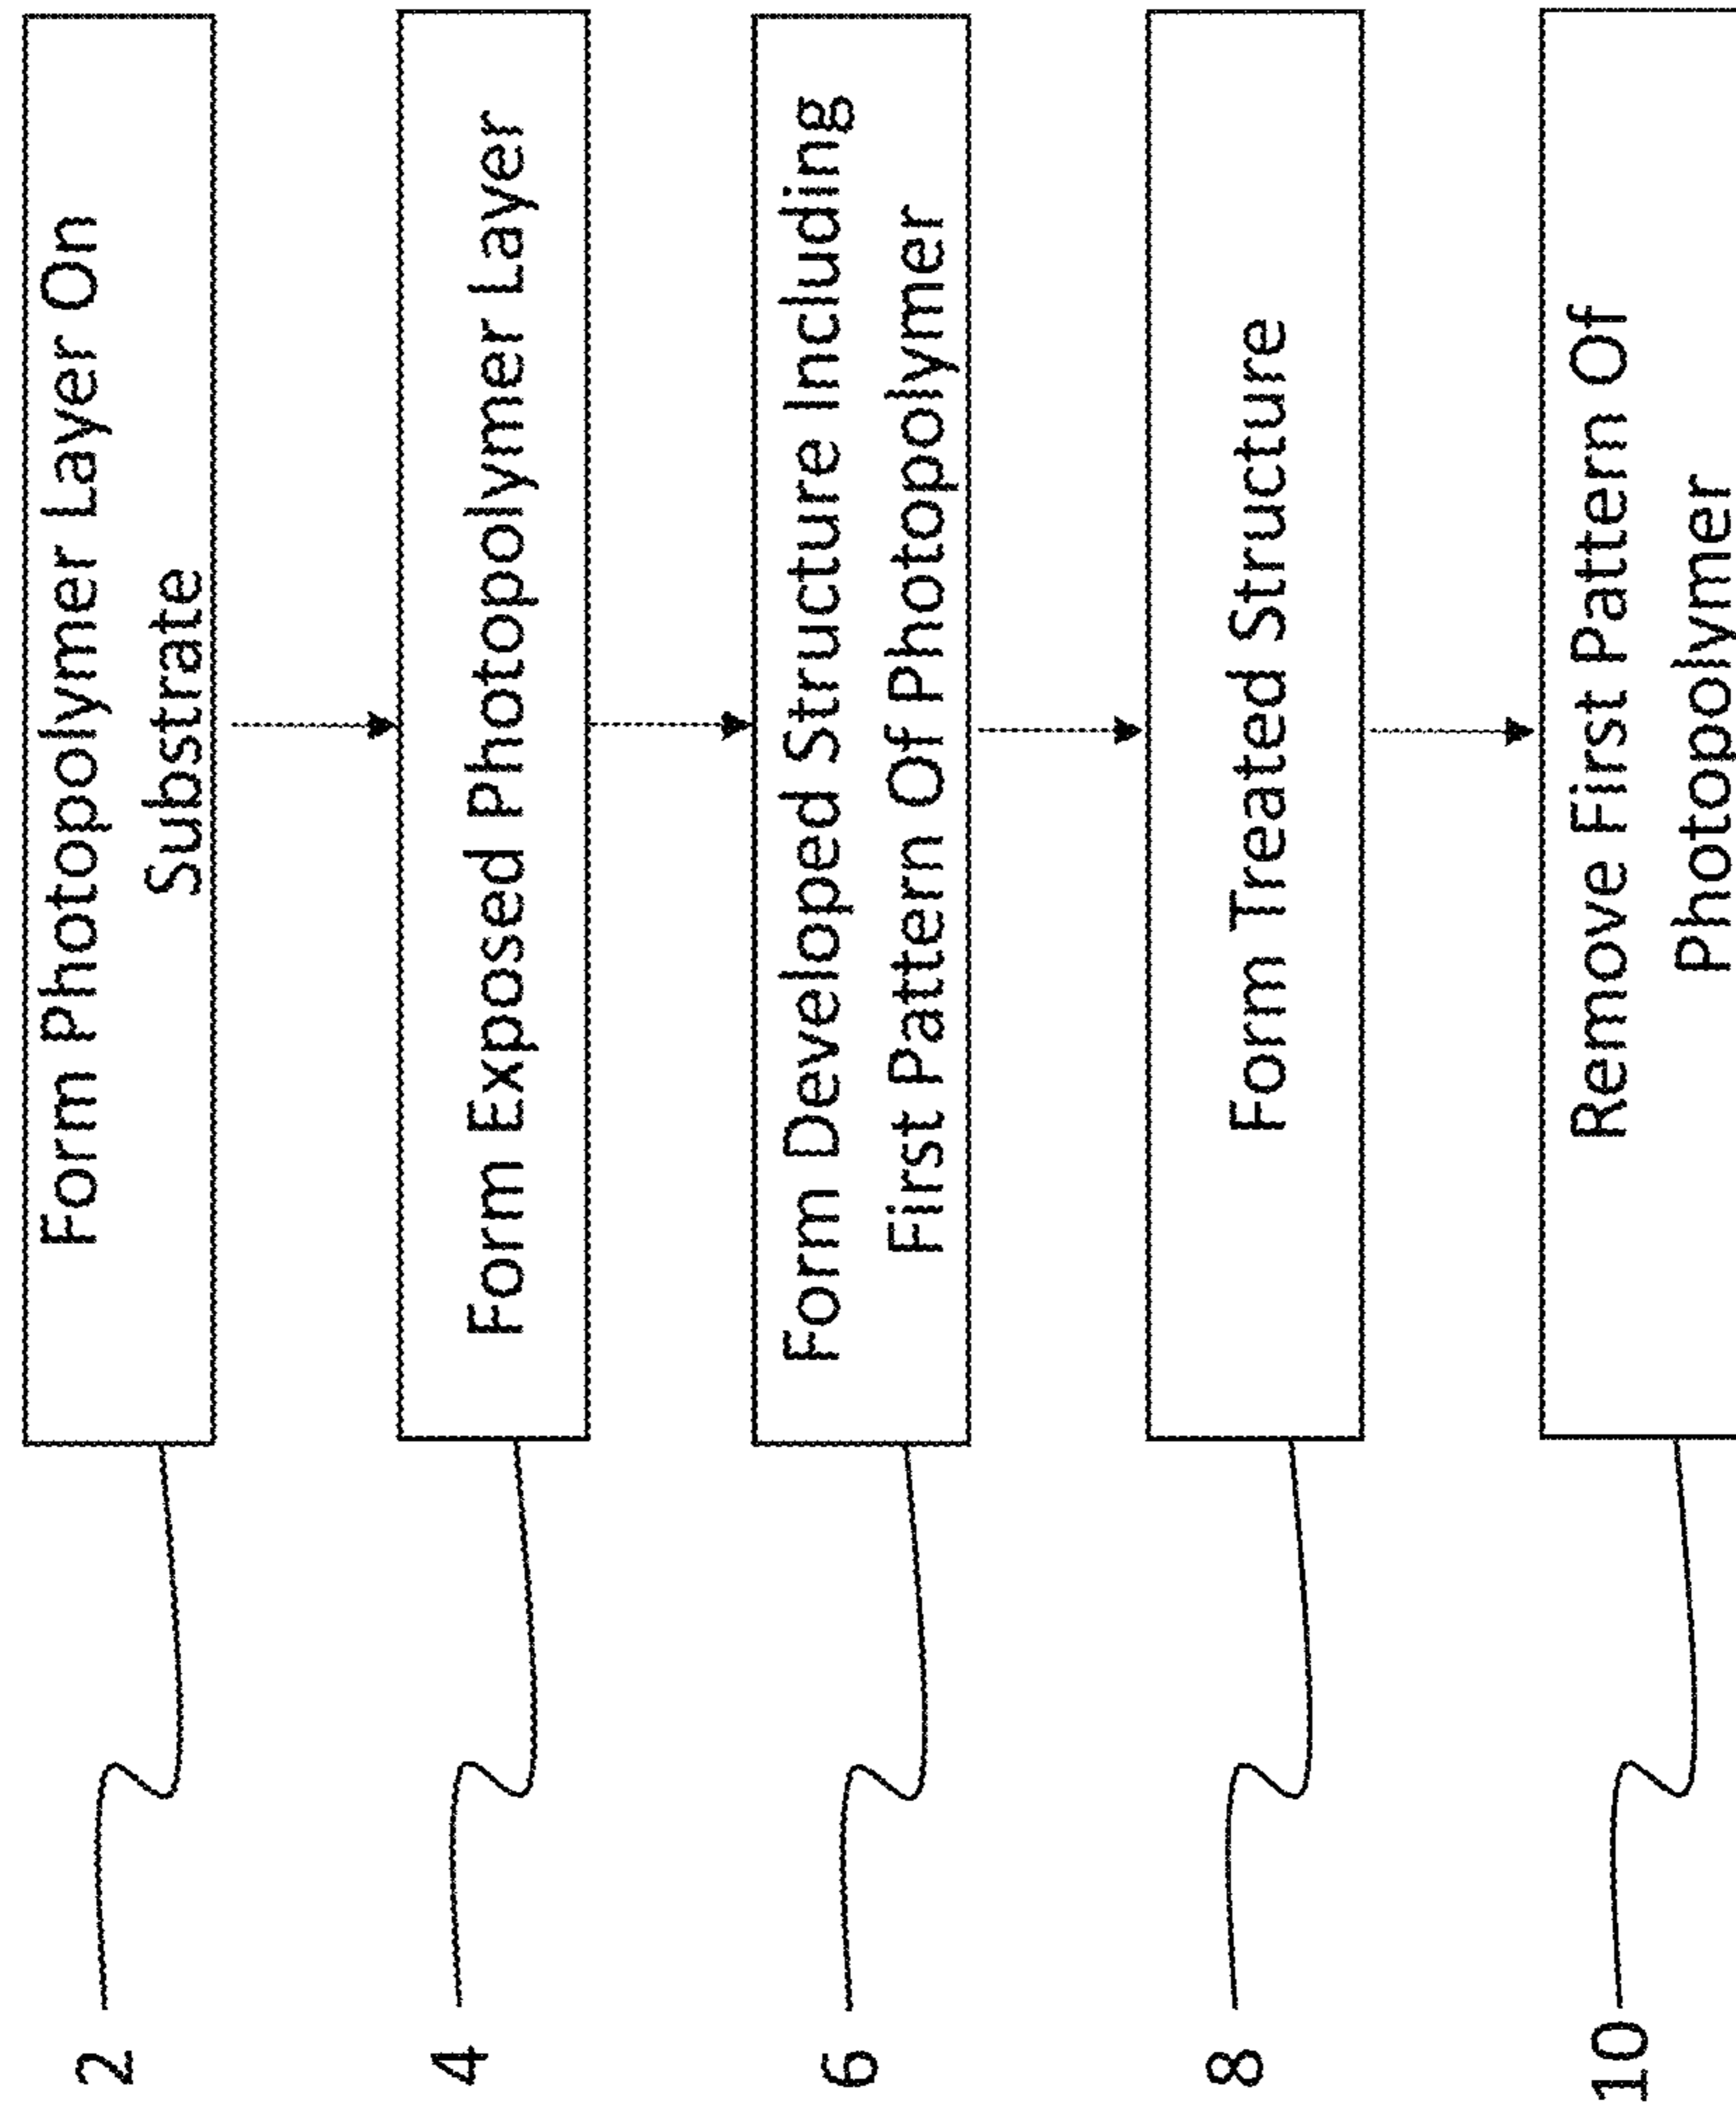 2
Form Photopolymer Layer On
Substrate
4
Form Exposed Photopolymer Layer
6
Form Developed Structure Including
First Pattern Of Photopolymer
8
Form Treated Structure
10
Remove First Pattern Of
Photopolymer